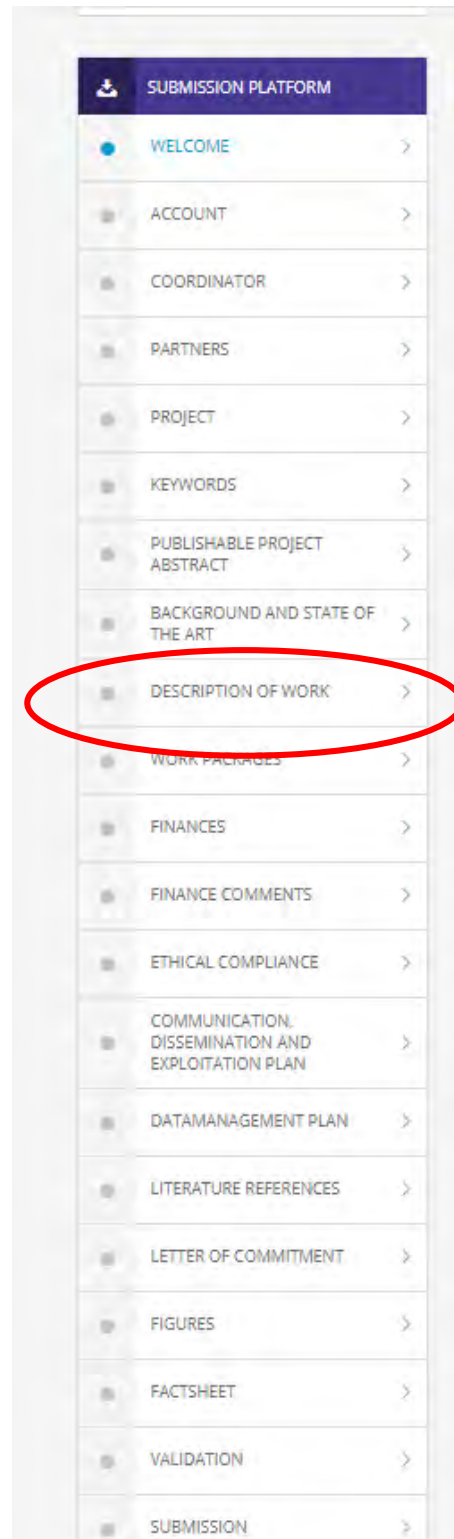 SUBMISSION PLATFORM
WELCOME
ACCOUNT
COORDINATOR
PARTNERS
PROJECT
KEYWORDS
PUBLISHABLE PROJECT
ABSTRACT
BACKGROUND AND STATE OF
THE ART
DESCRIPTION OF WORK
WORK PACKAGES
FINANCES
FINANCE COMMENTS
ETHICAL COMPLIANCE
COMMUNICATION,
DISSEMINATION AND
EXPLOITATION PLAN
DATAMANAGEMENT PLAN
LITERATURE REFERENCES
LETTER OF COMMITMENT
FIGURES
FACTSHEET
VALIDATION
SUBMISSION